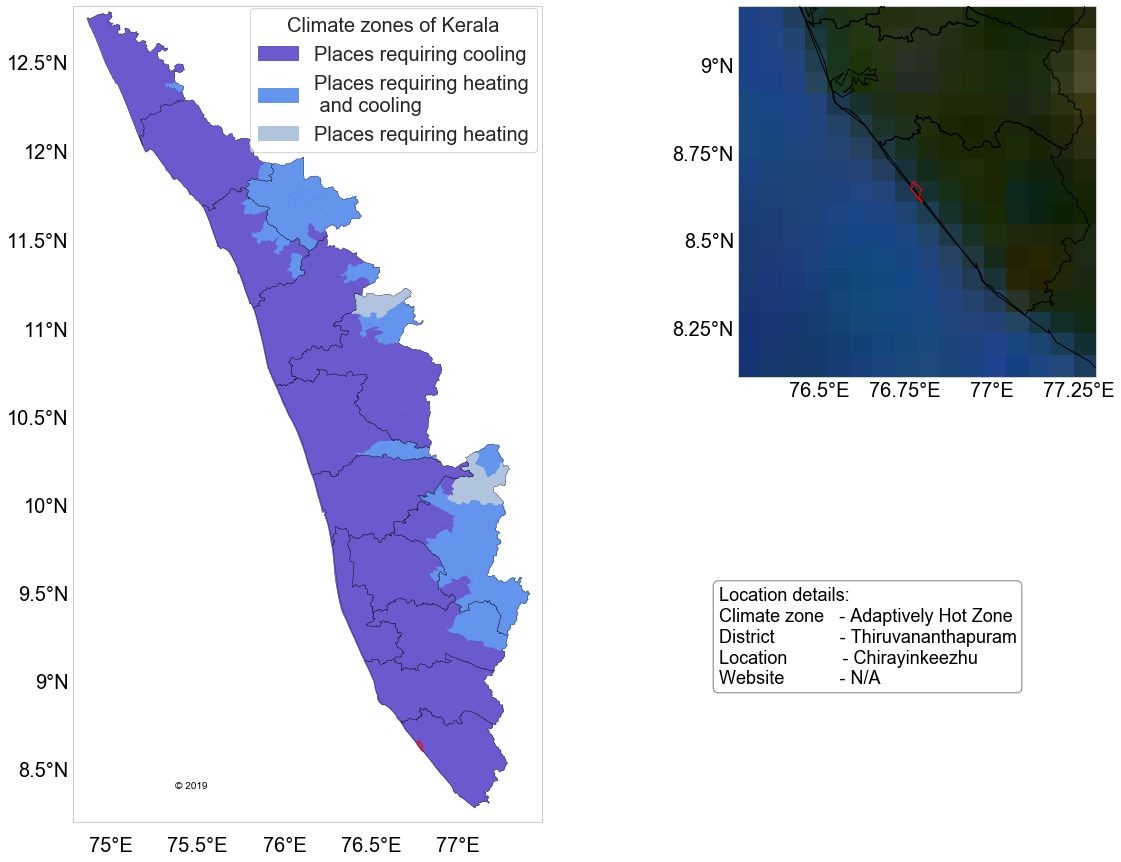 Climate zones of Kerala
Places requiring cooling
Places requiring heating
and cooling
Places requiring heating
12.5°N
12°N
11.5°N
11°N
10.5°N
10°N
9.5°N
9°N
8.5°N
75°E
75.5°E
76°E
76.5°E
77°E
© 2019
9°N
8.75°N
8.5°N
8.25°N
76.5°E
76.75°E
77°E
77.25°E
Location details:
Climate zone - Adaptively Hot Zone
District - Thiruvananthapuram
Location - Chirayinkeezhu
Website - N/A